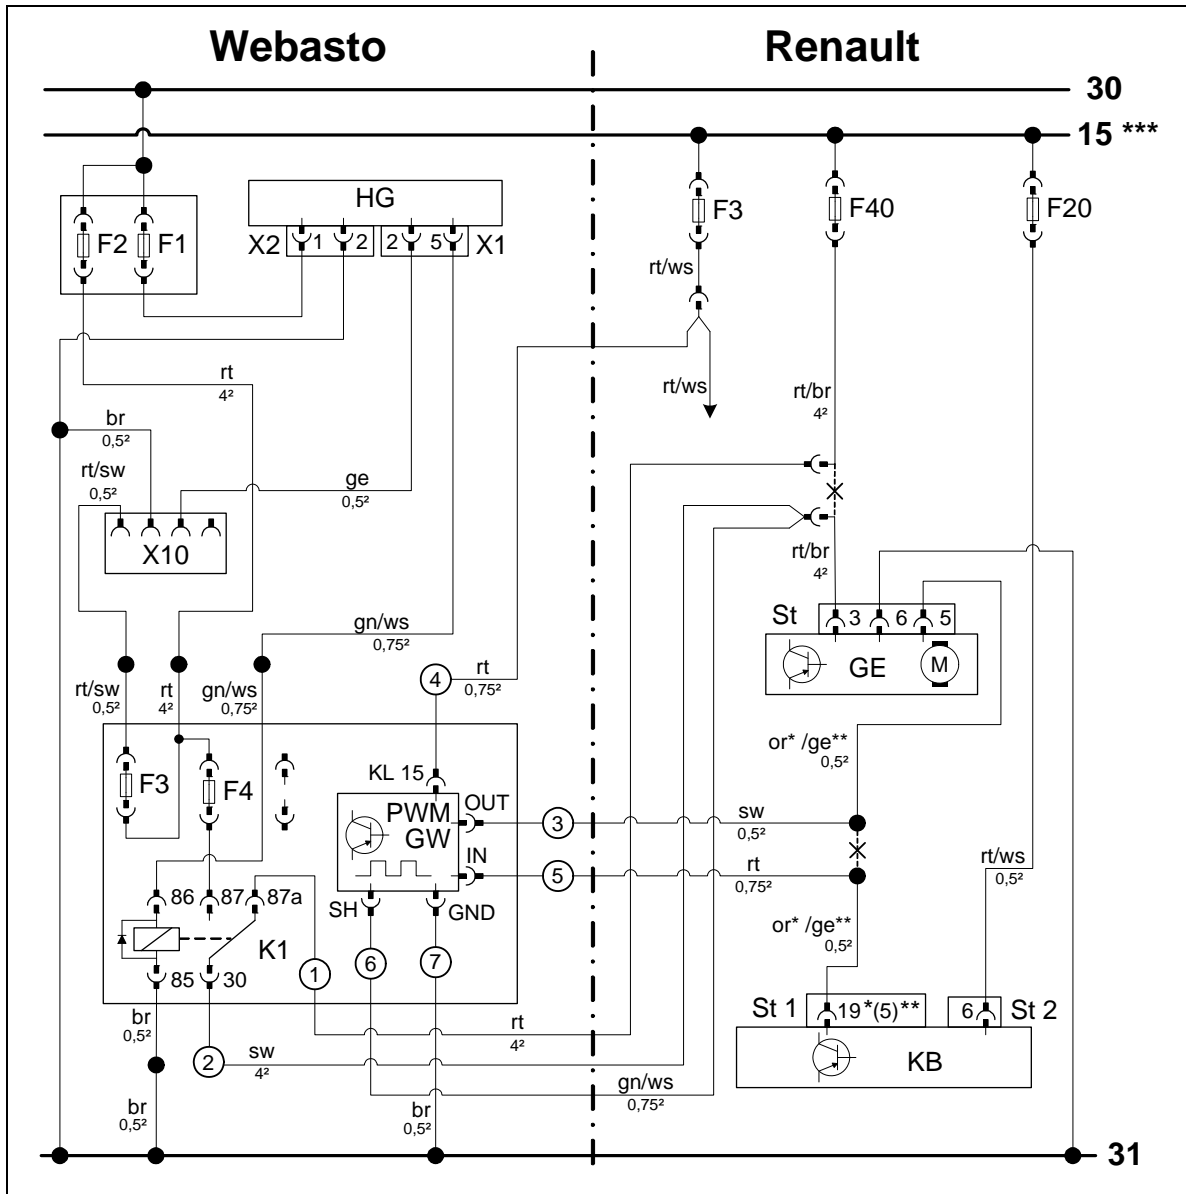 Webasto Renault
30
15 ***
HG
F2 F1 X2 1 2 2 5 X1 F3 F40 F20
rt/ws
rt
4²
rt/ws
rt/br
4²
br
0,5²
rt/sw
0,5²
ge
0,5²
X10
rt/br
4²
gn/ws
0,75²
St 3 6 5
GE M
rt/sw
0,5²
rt
4²
gn/ws
0,75²
4
rt
0,75²
or* /ge**
0,5²
F3 F4 KL 15
PWM
GW
OUT
IN
3
sw
0,5²
5
rt
0,75²
rt/ws
0,5²
86 87 87a
SH GND
or* /ge**
0,5²
K1
85 30
1
6
7
St 1 19*(5)** 6 St 2
KB
br
0,5²
rt
4²
2
sw
4²
gn/ws
0,75²
br
0,5²
br
0,5²
31